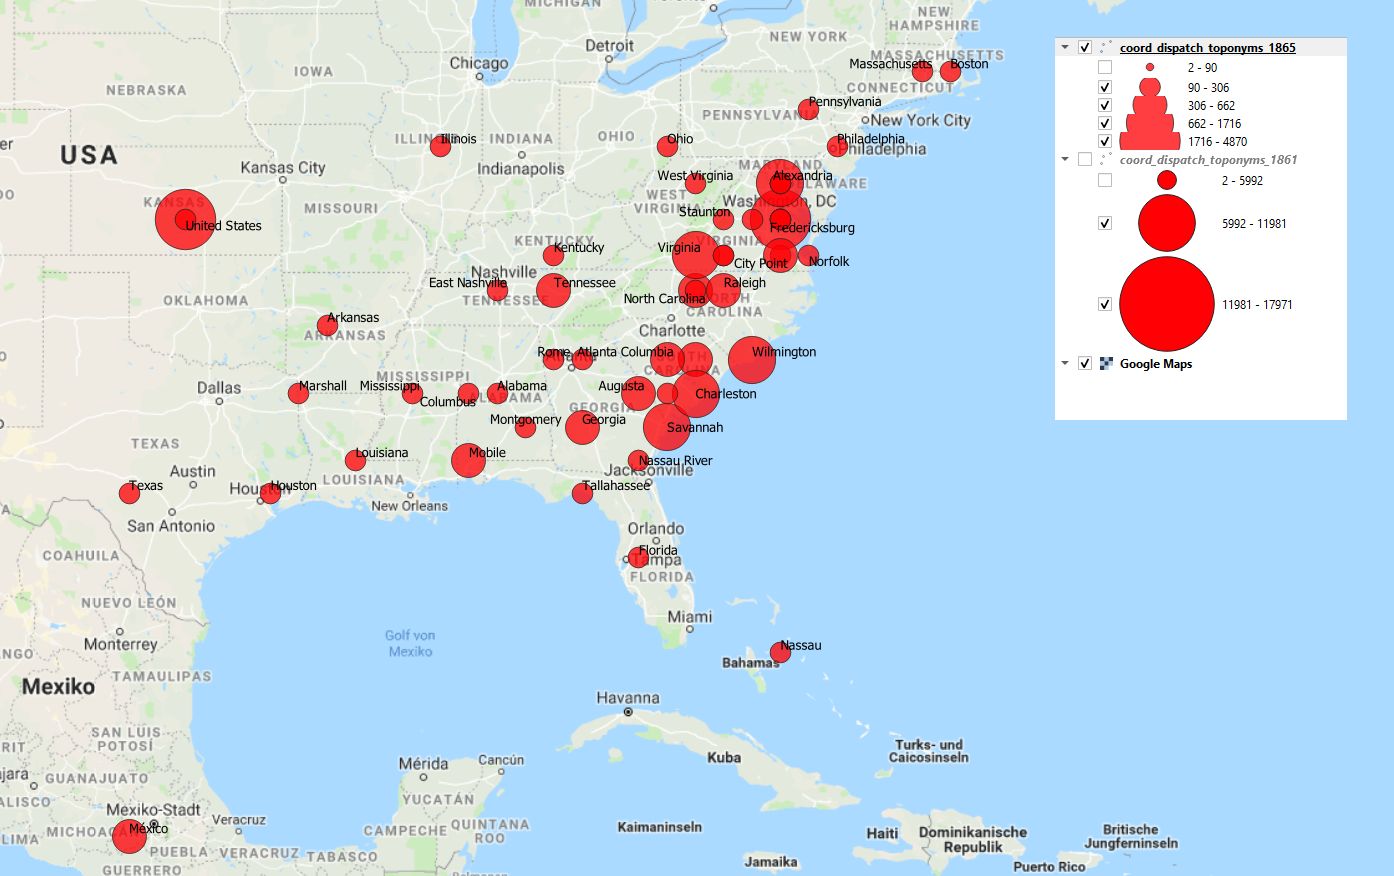 MICHIGAN
Toronto
NEW
HAMPSHIRE
Detroit
NEW YORK
Chicago
MASSACHUSETTS
Massachusetts
Boston
IOWA
NEBRASKA
CONNECTICUT
Pennsylvania
PENNSYLVANIA
New York City
ILLINOIS
Illinois
INDIANA
OHIO
Ohio
Philadelphia
Philadelphia
USA
Kansas City
Indianapolis
West Virginia
MARYLAND
Alexandria
DELAWARE
KANSAS
MISSOURI
WEST
VIRGINIA
Washington, DC
Staunton
United States
Fredericksburg
KENTUCKY
Kentucky
Virginia
VIRGINIA
City Point
Norfolk
Nashville
East Nashville
Tennessee
TENNESSEE
Raleigh
North Carolina
NORTH
CAROLINA
OKLAHOMA
Arkansas
ARKANSAS
Charlotte
Rome
Atlanta
Atlanta
Columbia
SOUTH
CAROLINA
Wilmington
Dallas
Marshall
MISSISSIPPI
Mississippi
Columbus
Alabama
ALABAMA
Augusta
Charleston
GEORGIA
Montgomery
Georgia
Savannah
TEXAS
Louisiana
LOUISIANA
Mobile
Nassau River
Jacksonville
Austin
Texas
Houston
Houston
Tallahassee
New Orleans
San Antonio
Orlando
COAHUILA
Florida
Tampa
FLORIDA
NUEVO LEÓN
Miami
Monterrey
Golf von
Mexiko
Nassau
Bahamas
TAMAULIPAS
Mexiko
Havanna
SAN LUIS
POTOSÍ
Turks- und
Caicosinseln
Kuba
Mérida
Cancún
GUANAJUATO
YUCATÁN
Mexiko-Stadt
México
Veracruz
MICHOACÁN
CAMPECHE
QUINTANA
ROO
Kaimaninseln
Haiti
Dominikanische
Republik
Britische
Jungferninseln
PUEBLA
VERACRUZ
TABASCO
Jamaika
Puerto Rico
GUERRERO
coord_dispatch_toponyms_1865
2 - 90
90 - 306
306 - 662
662 - 1716
1716 - 4870
coord_dispatch_toponyms_1861
2 - 5992
5992 - 11981
11981 - 17971
Google Maps